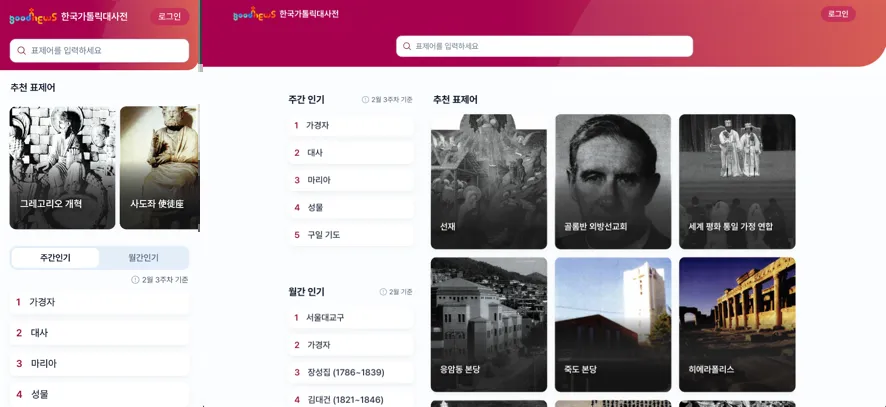 goodnews 한국가톨릭대사전
로그인
표제어를 입력하세요
추천 표제어
그레고리오 개혁
사도좌 使徒座
주간인기
월간인기
2월 3주차 기준
1 가경자
2 대사
3 마리아
4 성물
goodnews 한국가톨릭대사전
로그인
표제어를 입력하세요
주간 인기
2월 3주차 기준
1 가경자
2 대사
3 마리아
4 성물
5 구일 기도
월간 인기
2월 기준
1 서울대교구
2 가경자
3 장성집 (1786~1839)
4 김대건 (1821~1846)
추천 표제어
선재
골롬반 외방선교회
세계 평화 통일 가정 연합
응암동 본당
죽도 본당
히에라폴리스